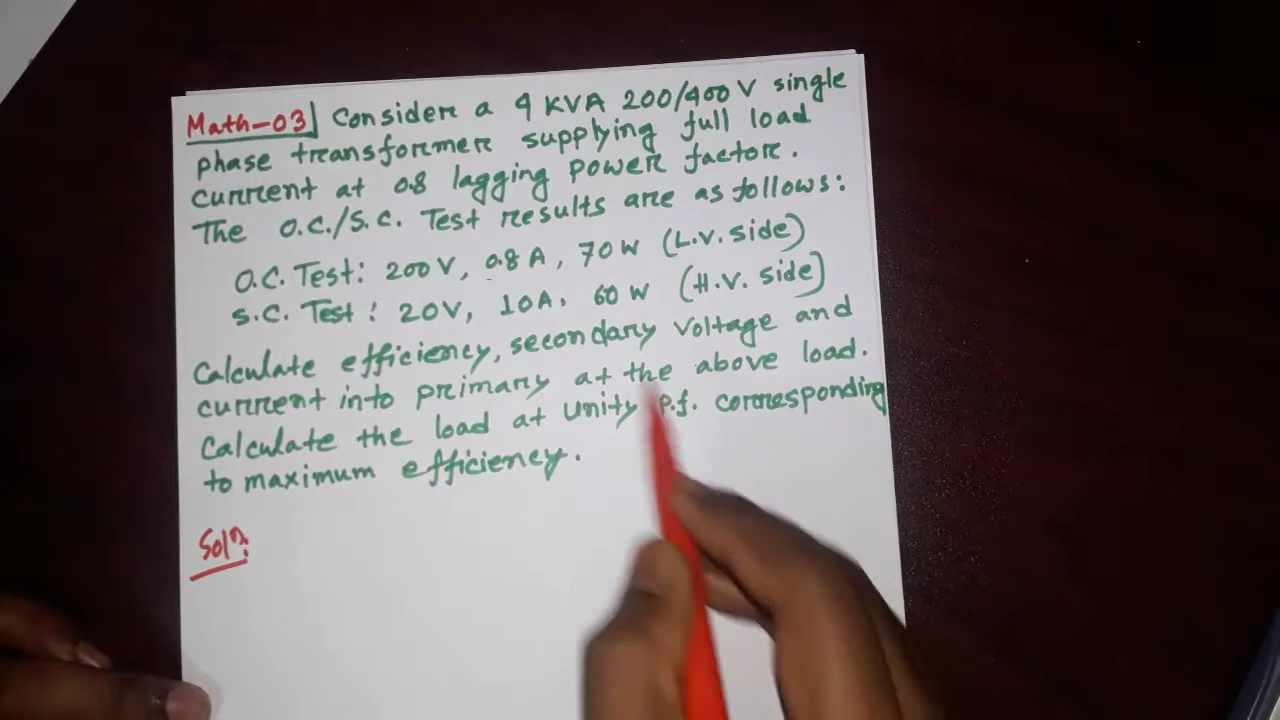 Math-03 Consider a 4 KVA 200/400 V single
phase transformer supplying full load
current at 0.8 lagging power factor.
The O.C./S.C. Test results are as follows:
O.C. Test: 200 V, 0.8 A, 70 W (L.V. side)
S.C. Test: 20V, 10A, 60 W (H.V. side)
Calculate efficiency, secondary voltage and
current into primary at the above load.
Calculate the load at unity p.f. corresponding
to maximum efficiency.
Soln: